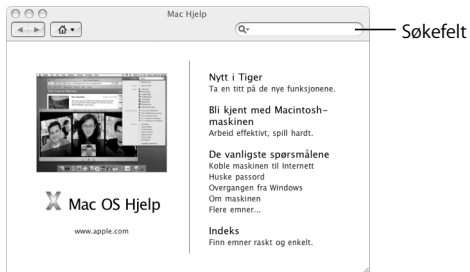 Mac Hjelp
Søkefelt
Nytt i Tiger
Ta en titt på de nye funksjonene.
Bli kjent med Macintosh-
maskinen
Arbeid effektivt, spill hardt.
De vanligste spørsmålene
Koble maskinen til Internett
Huske passord
Overgangen fra Windows
Om maskinen
Flere emner...
Indeks
Finn emner raskt og enkelt.
Mac OS Hjelp
www.apple.com